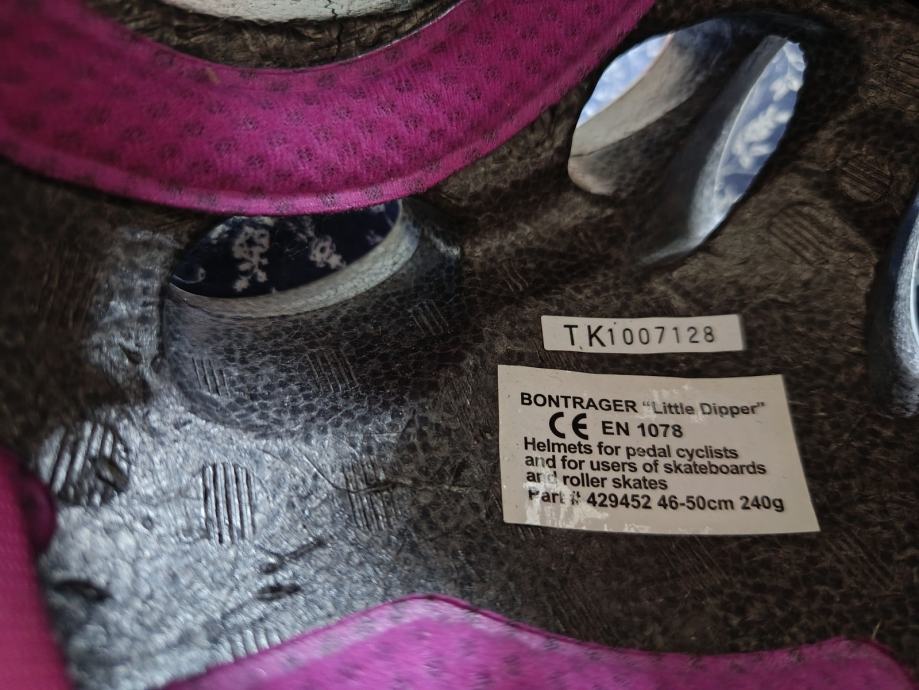 T.K1007128
BONTRAGER “Little Dipper”
CE EN 1078
Helmets for pedal cyclists
and for users of skateboards
and roller skates
Part # 429452 46-50cm 240g